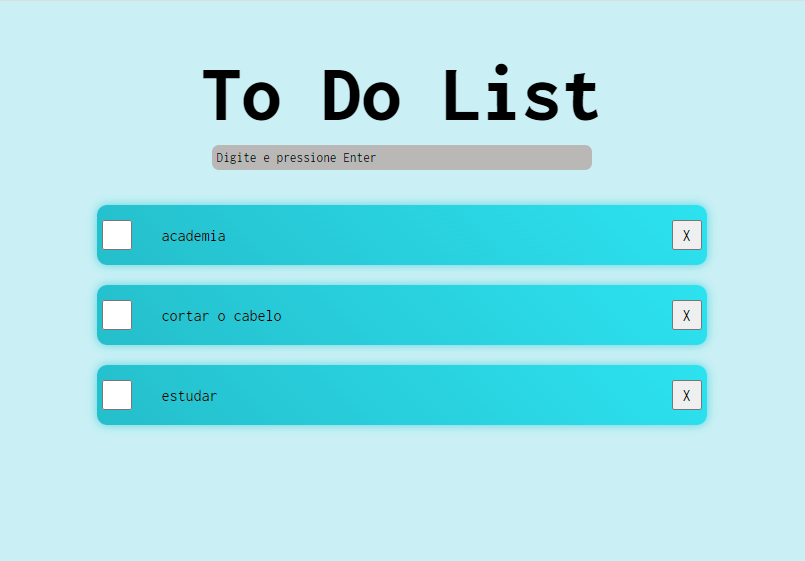 To Do List
Digite e pressione Enter
academia X
cortar o cabelo X
estudar X